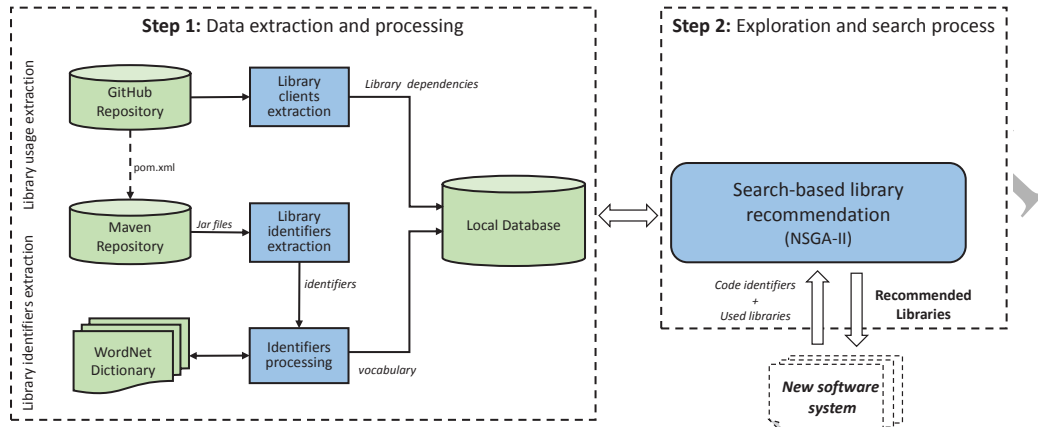 Step 1: Data extraction and processing
Library usage extraction
Library identifiers extraction
GitHub
Repository
Library
clients
extraction
Library dependencies
pom.xml
Maven
Repository
Jar files
Library
identifiers
extraction
identifiers
WordNet
Dictionary
Identifiers
processing
vocabulary
Local Database
Step 2: Exploration and search process
Search-based library
recommendation
(NSGA-II)
Code identifiers
+
Used libraries
Recommended
Libraries
New software
system